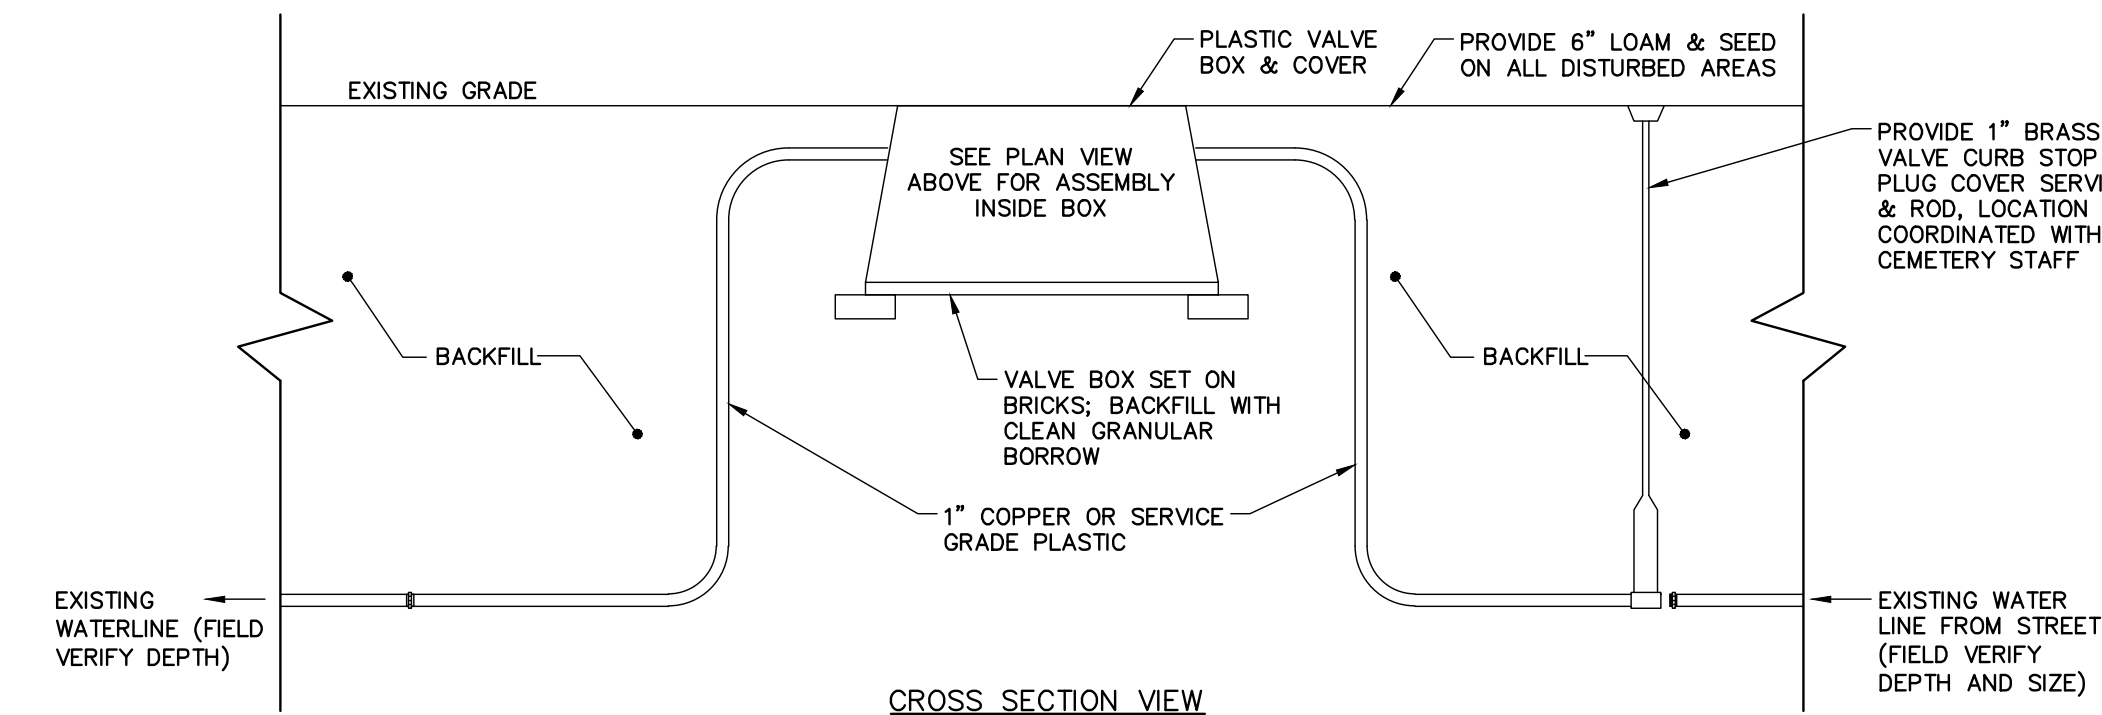 PLASTIC VALVE
BOX & COVER
PROVIDE 6" LOAM & SEED
ON ALL DISTURBED AREAS
EXISTING GRADE
PROVIDE 1" BRASS
VALVE CURB STOP
PLUG COVER SERVI
& ROD, LOCATION
COORDINATED WITH
CEMETERY STAFF
SEE PLAN VIEW
ABOVE FOR ASSEMBLY
INSIDE BOX
BACKFILL
BACKFILL
VALVE BOX SET ON
BRICKS; BACKFILL WITH
CLEAN GRANULAR
BORROW
1" COPPER OR SERVICE
GRADE PLASTIC
EXISTING
WATERLINE (FIELD
VERIFY DEPTH)
EXISTING WATER
LINE FROM STREET
(FIELD VERIFY
DEPTH AND SIZE)
CROSS SECTION VIEW